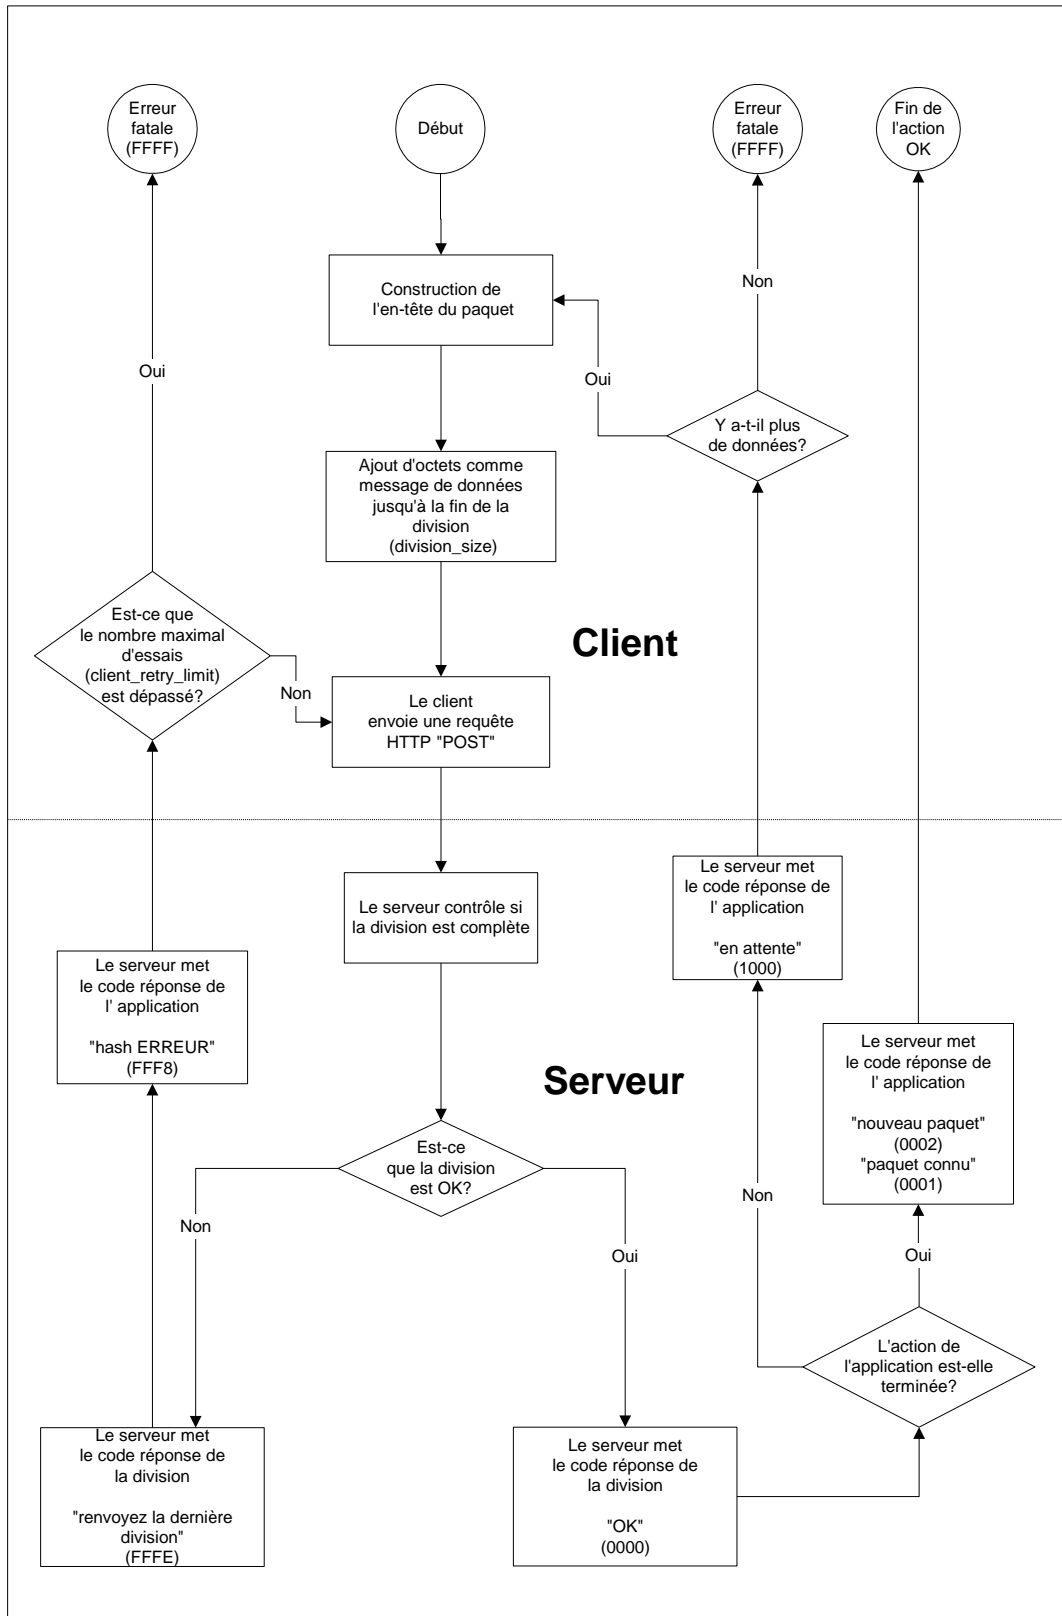 Erreur
fatale
(FFFF)
Début
Erreur
fatale
(FFFF)
Fin de
l'action
OK
Construction de
l'en-tête du paquet
Non
Oui
Oui
Y a-t-il plus
de données?
Ajout d'octets comme
message de données
jusqu'à la fin de la
division
(division_size)
Est-ce que
le nombre maximal
d'essais
(client_retry_limit)
est dépassé?
Client
Non
Le client
envoie une requête
HTTP "POST"
Le serveur contrôle si
la division est complète
Le serveur met
le code réponse de
l' application
"en attente"
(1000)
Le serveur met
le code réponse de
l' application
"hash ERREUR"
(FFF8)
Serveur
Le serveur met
le code réponse de
l' application
"nouveau paquet"
(0002)
"paquet connu"
(0001)
Est-ce
que la division
est OK?
Non
Non
Oui
Oui
L'action de
l'application est-elle
terminée?
Le serveur met
le code réponse de
la division
"renvoyez la dernière
division"
(FFFE)
Le serveur met
le code réponse de
la division
"OK"
(0000)